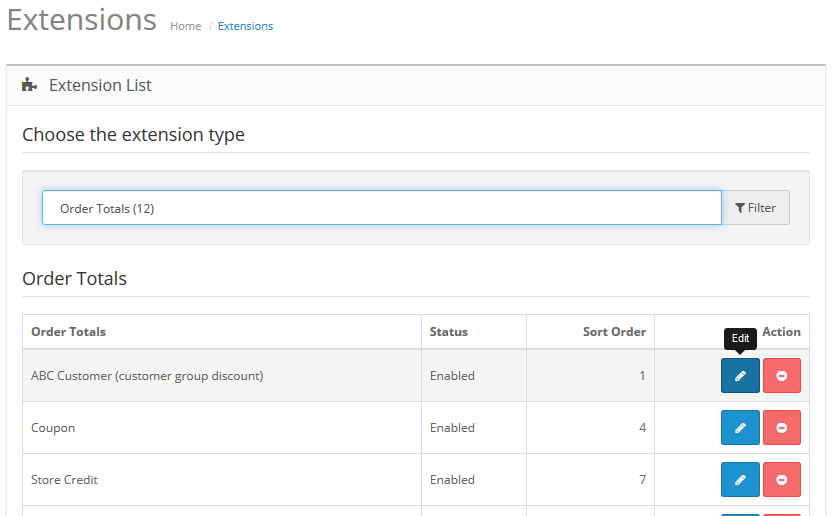 Extensions Home / Extensions
Extension List
Choose the extension type
Order Totals (12) Filter
Order Totals
Order Totals Status Sort Order Action
Edit
ABC Customer (customer group discount) Enabled 1
Coupon Enabled 4
Store Credit Enabled 7